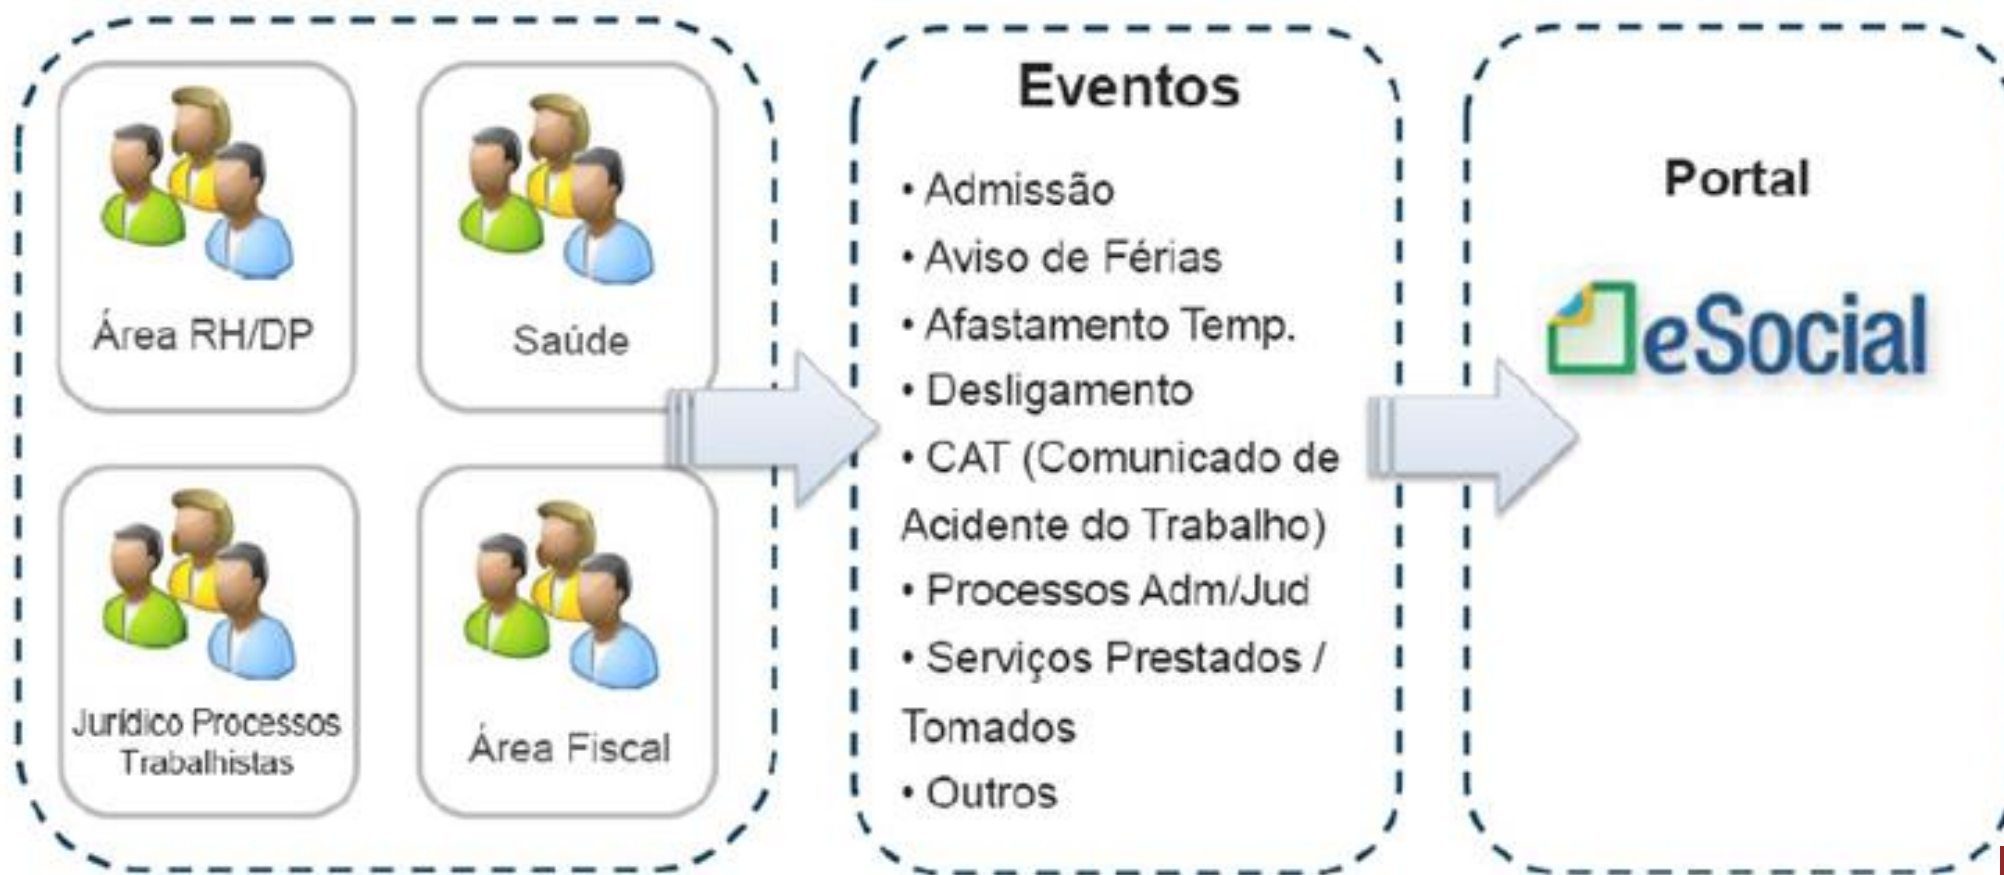 Área RH/DP
Saúde
Jurídico Processos
Trabalhistas
Área Fiscal
Eventos
• Admissão
• Aviso de Férias
• Afastamento Temp.
• Desligamento
• CAT (Comunicado de
Acidente do Trabalho)
• Processos Adm/Jud
• Serviços Prestados /
Tomados
• Outros
Portal
eSocial